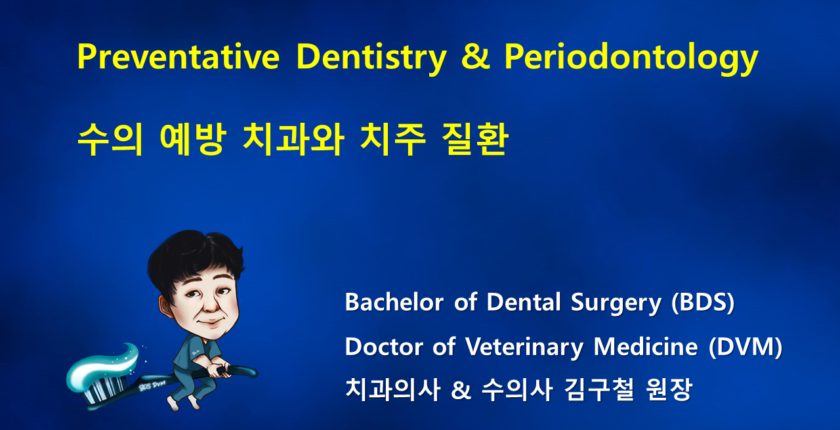 Preventative Dentistry & Periodontology
수의 예방 치과와 치주 질환
Bachelor of Dental Surgery (BDS)
Doctor of Veterinary Medicine (DVM)
치과의사 & 수의사 김구철 원장